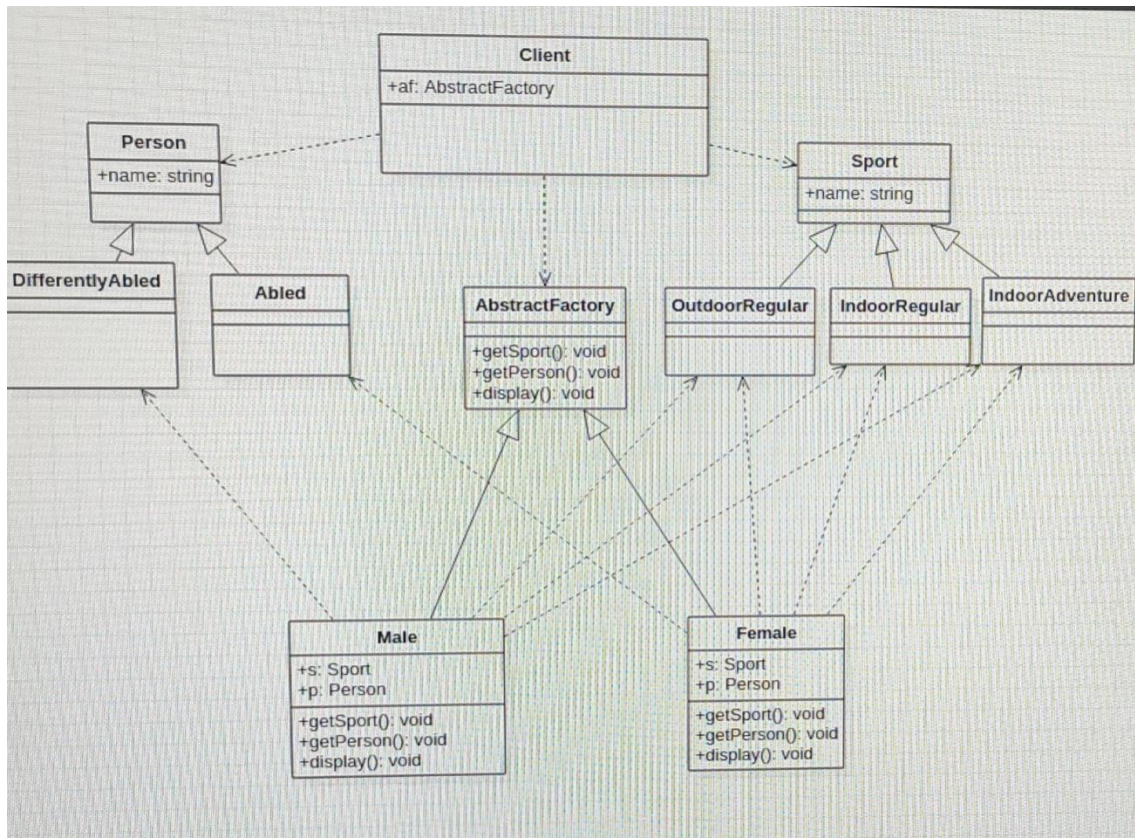 Client
+af: AbstractFactory
Person
+name: string
Sport
+name: string
DifferentlyAbled
Abled
AbstractFactory
+getSport(): void
+getPerson(): void
+display(): void
OutdoorRegular
IndoorRegular
IndoorAdventure
Male
+s: Sport
+p: Person
+getSport(): void
+getPerson(): void
+display(): void
Female
+s: Sport
+p: Person
+getSport(): void
+getPerson(): void
+display(): void